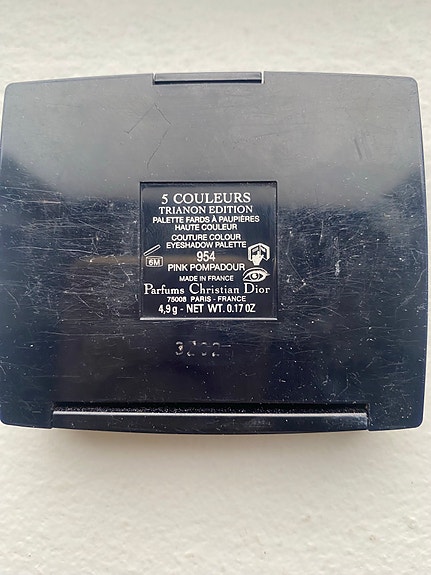 5 COULEURS
TRIANON EDITION
PALETTE FARDS À PAUPIÈRES
HAUTE COULEUR
COUTURE COLOUR
EYESHADOW PALETTE
6M
954
PINK POMPADOUR
MADE IN FRANCE
Parfums Christian Dior
75008 PARIS - FRANCE
4,9 g - NET WT. 0.17 OZ